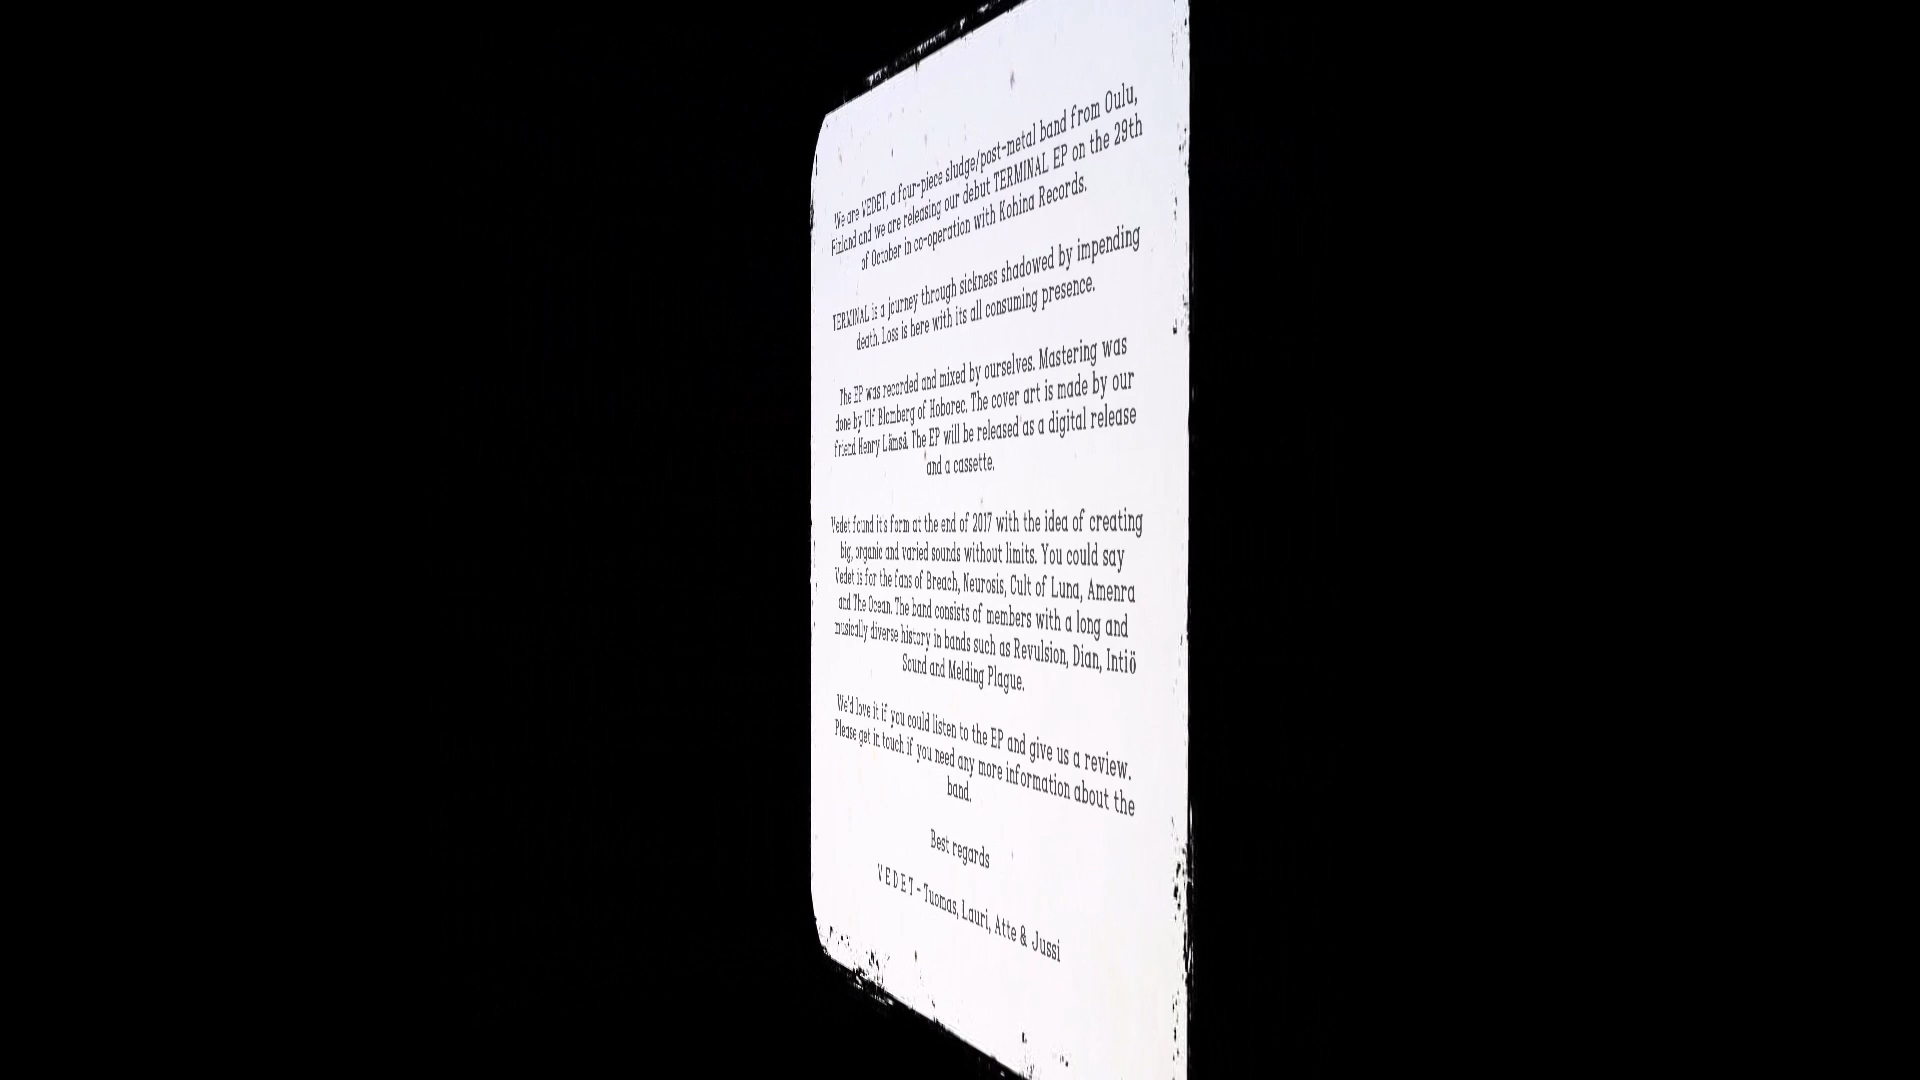 We are VEDET, a four-piece sludge/post-metal band from Oulu,
Finland and we are releasing our debut TERMINAL EP on the 29th
of October in co-operation with Kohina Records.
TERMINAL is a journey through sickness shadowed by impending
death. Loss is here with its all consuming presence.
The EP was recorded and mixed by ourselves. Mastering was
done by Ulf Blomberg of Hoborec. The cover art is made by our
friend Henry Lämsä. The EP will be released as a digital release
and a cassette.
Vedet found it's form at the end of 2017 with the idea of creating
big, organic and varied sounds without limits. You could say
Vedet is for the fans of Breach, Neurosis, Cult of Luna, Amenra
and The Ocean. The band consists of members with a long and
musically diverse history in bands such as Revulsion, Dian, Intiö
Sound and Melding Plague.
We'd love it if you could listen to the EP and give us a review.
Please get in touch if you need any more information about the
band.
Best regards
V E D E T - Tuomas, Lauri, Atte & Jussi